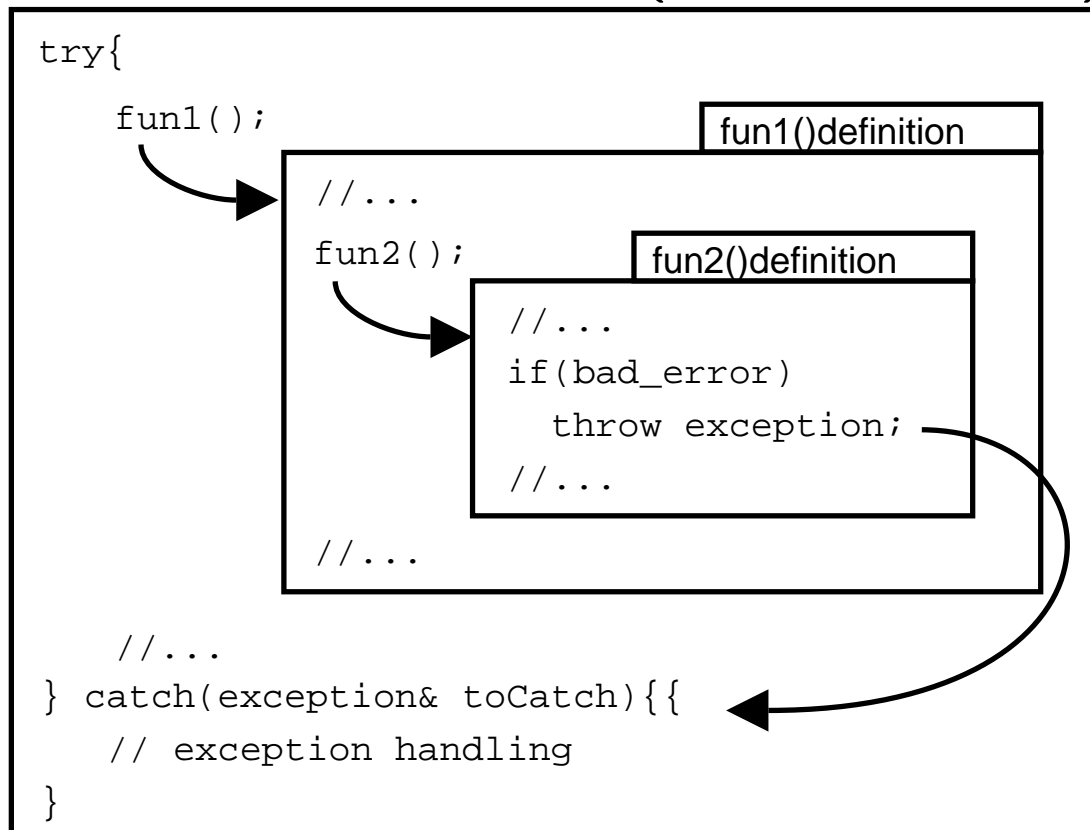 try{
fun1();
fun1()definition
//...
fun2();
fun2()definition
//...
if(bad_error)
throw exception;
//...
//...
//...
} catch(exception& toCatch){{
// exception handling
}